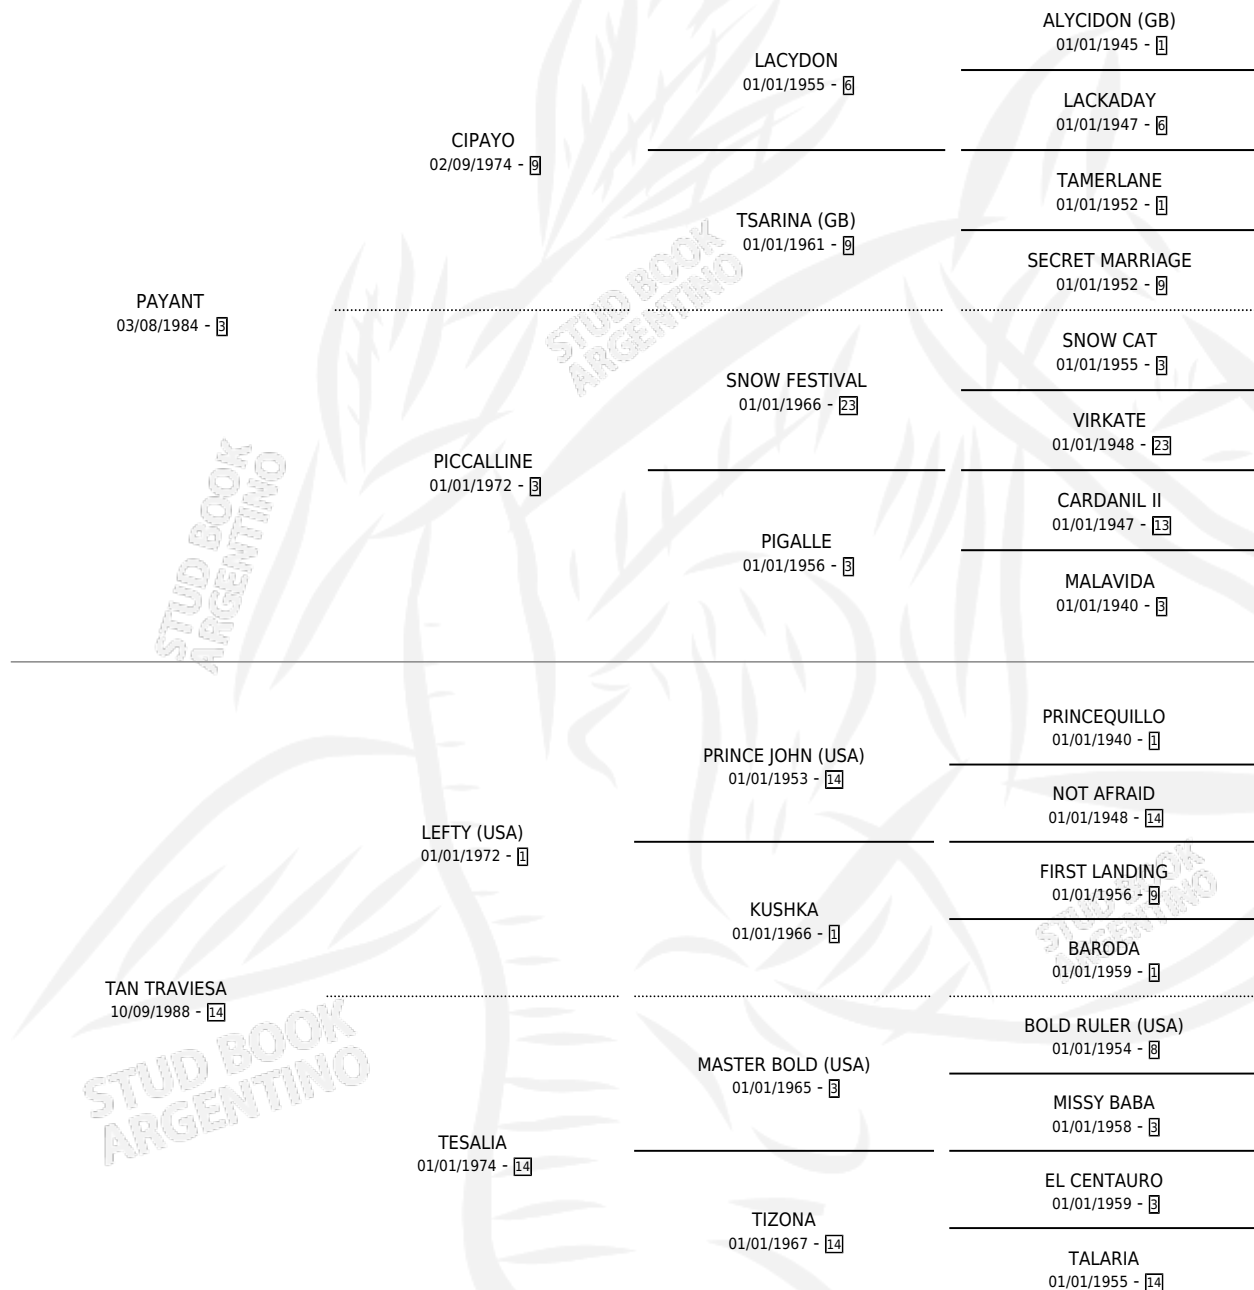 ALYCIDON (GB)
01/01/1945 - 1
LACYDON
01/01/1955 - 6
LACKADAY
01/01/1947 - 6
CIPAYO
02/09/1974 - 9
TAMERLANE
01/01/1952 - 1
TSARINA (GB)
01/01/1961 - 9
SECRET MARRIAGE
01/01/1952 - 9
PAYANT
03/08/1984 - 3
STUD BOOK
ARGENTINO
SNOW CAT
01/01/1955 - 3
SNOW FESTIVAL
01/01/1966 - 23
VIRKATE
01/01/1948 - 23
PICCALLINE
01/01/1972 - 3
CARDANIL II
01/01/1947 - 13
PIGALLE
01/01/1956 - 3
MALAVIDA
01/01/1940 - 3
STUD BOOK
ARGENTINO
PRINCEQUILLO
01/01/1940 - 1
PRINCE JOHN (USA)
01/01/1953 - 14
NOT AFRAID
01/01/1948 - 14
LEFTY (USA)
01/01/1972 - 1
FIRST LANDING
01/01/1956 - 9
KUSHKA
01/01/1966 - 1
STUD BOOK
ARGENTINO
BARODA
01/01/1959 - 1
TAN TRAVIESA
10/09/1988 - 14
BOLD RULER (USA)
01/01/1954 - 8
MASTER BOLD (USA)
01/01/1965 - 3
STUD BOOK
ARGENTINO
MISSY BABA
01/01/1958 - 3
TESALIA
01/01/1974 - 14
EL CENTAURO
01/01/1959 - 3
TIZONA
01/01/1967 - 14
TALARIA
01/01/1955 - 14